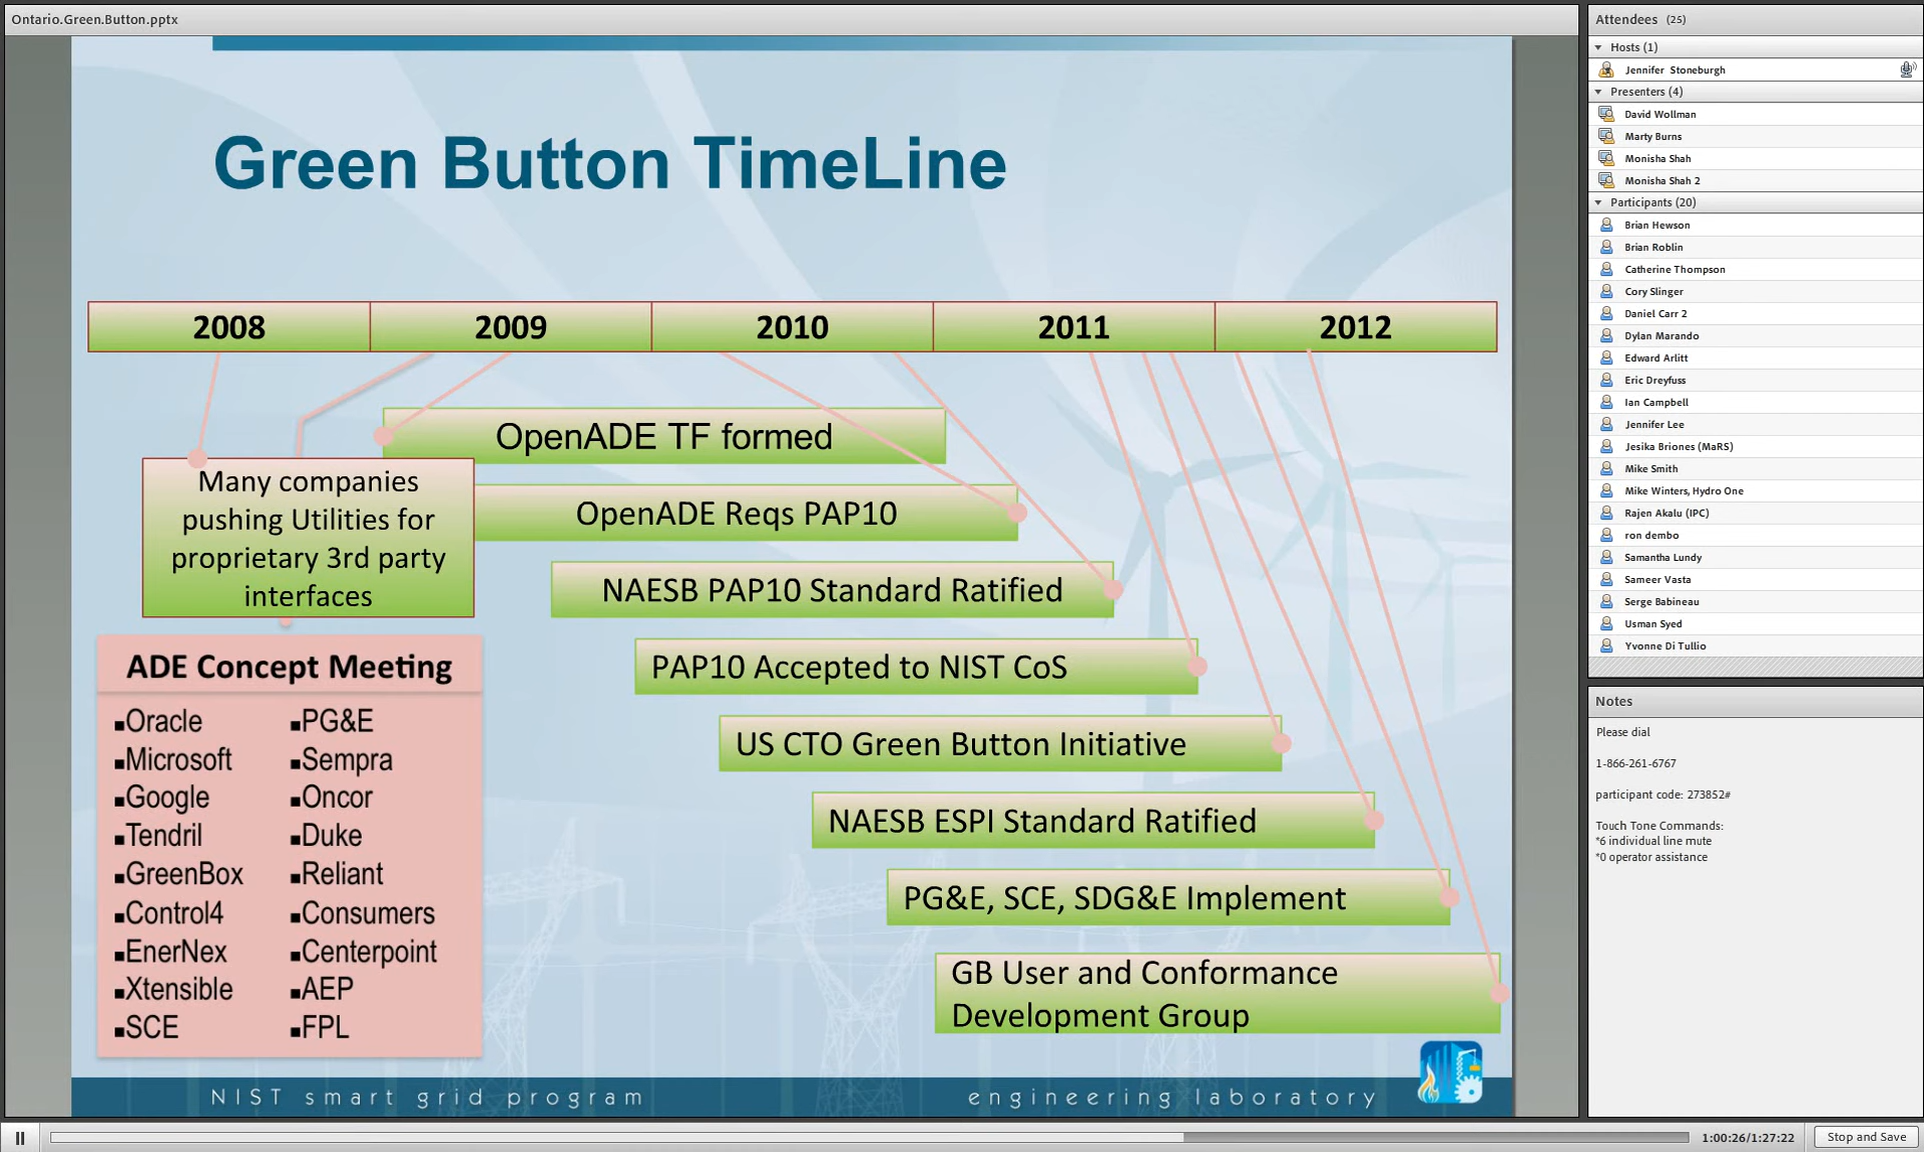 Ontario.Green.Button.pptx
Green Button TimeLine
2008 2009 2010 2011 2012
OpenADE TF formed
Many companies
pushing Utilities for
proprietary 3rd party
interfaces
OpenADE Reqs PAP10
NAESB PAP10 Standard Ratified
PAP10 Accepted to NIST CoS
US CTO Green Button Initiative
NAESB ESPI Standard Ratified
PG&E, SCE, SDG&E Implement
GB User and Conformance
Development Group
ADE Concept Meeting
▪Oracle
▪Microsoft
▪Google
▪Tendril
▪GreenBox
▪Control4
▪EnerNex
▪Xtensible
▪SCE
▪PG&E
▪Sempra
▪Oncor
▪Duke
▪Reliant
▪Consumers
▪Centerpoint
▪AEP
▪FPL
NIST smart grid program
engineering laboratory
Attendees (25)
Hosts (1)
Jennifer Stoneburgh
Presenters (4)
David Wollman
Marty Burns
Monisha Shah
Monisha Shah 2
Participants (20)
Brian Hewson
Brian Roblin
Catherine Thompson
Cory Slinger
Daniel Carr 2
Dylan Marando
Edward Arlitt
Eric Dreyfuss
Ian Campbell
Jennifer Lee
Jesika Briones (MaRS)
Mike Smith
Mike Winters, Hydro One
Rajen Akalu (IPC)
ron dembo
Samantha Lundy
Sameer Vasta
Serge Babineau
Usman Syed
Yvonne Di Tullio
Notes
Please dial
1-866-261-6767
participant code: 273852#
Touch Tone Commands:
*6 individual line mute
*0 operator assistance
1:00:26/1:27:22
Stop and Save